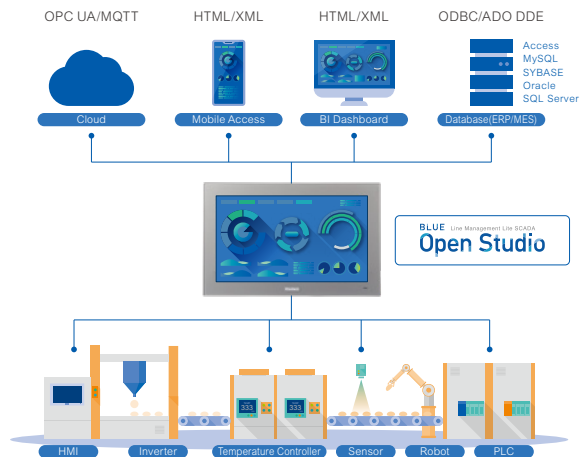 OPC UA/MQTT
HTML/XML
HTML/XML
ODBC/ADO DDE
Access
MySQL
SYBASE
Oracle
SQL Server
Cloud
Mobile Access
BI Dashboard
Database(ERP/MES)
BLUE Line Management Lite SCADA
Open Studio
333
333
HMI
Inverter
Temperature Controller
Sensor
Robot
PLC